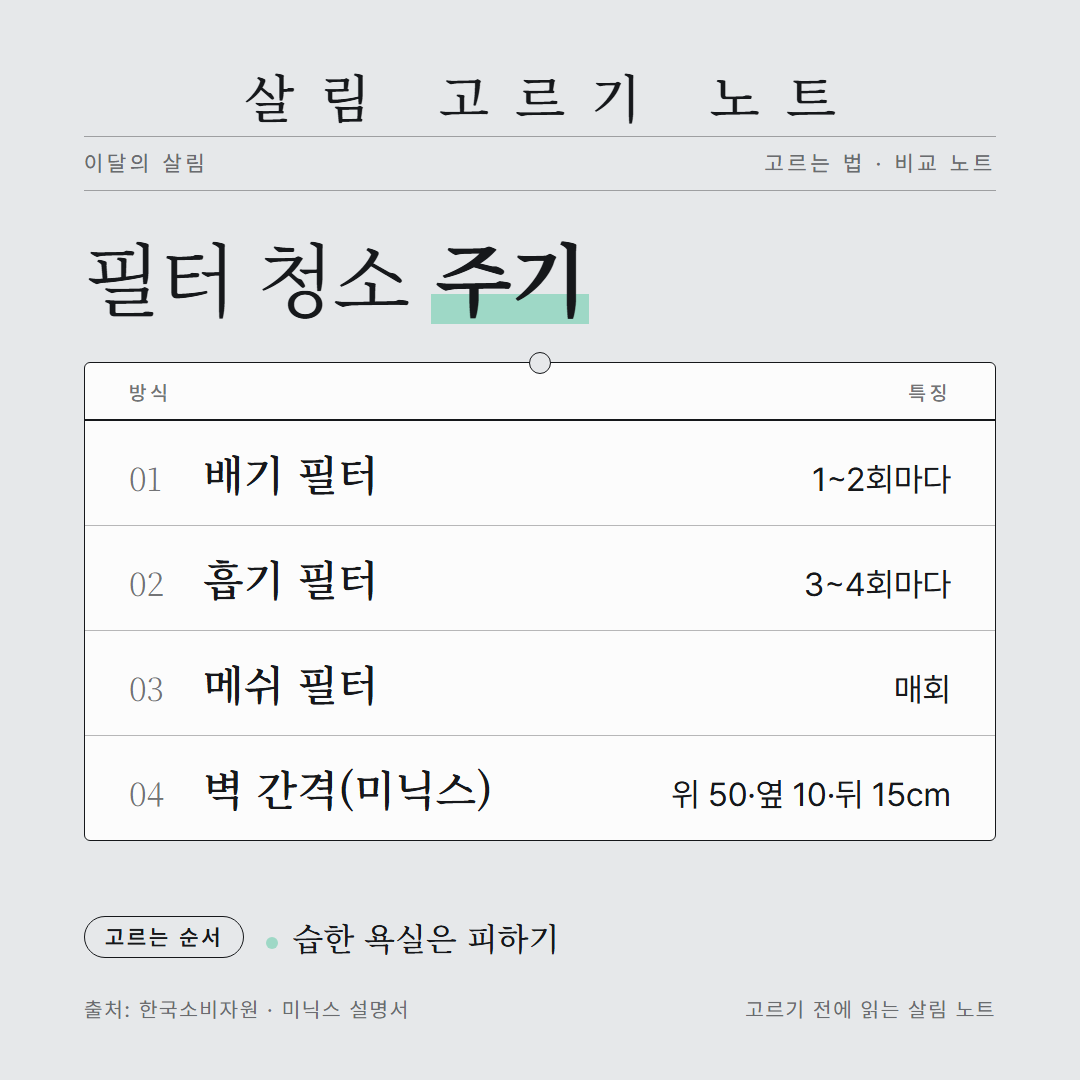 살림 고르기 노트
이달의 살림 고르는 법 · 비교 노트
필터 청소 주기
방식 특징
01 배기 필터 1~2회마다
02 흡기 필터 3~4회마다
03 메쉬 필터 매회
04 벽 간격(미닉스) 위 50·옆 10·뒤 15cm
고르는 순서 습한 욕실은 피하기
출처: 한국소비자원 · 미닉스 설명서 고르기 전에 읽는 살림 노트